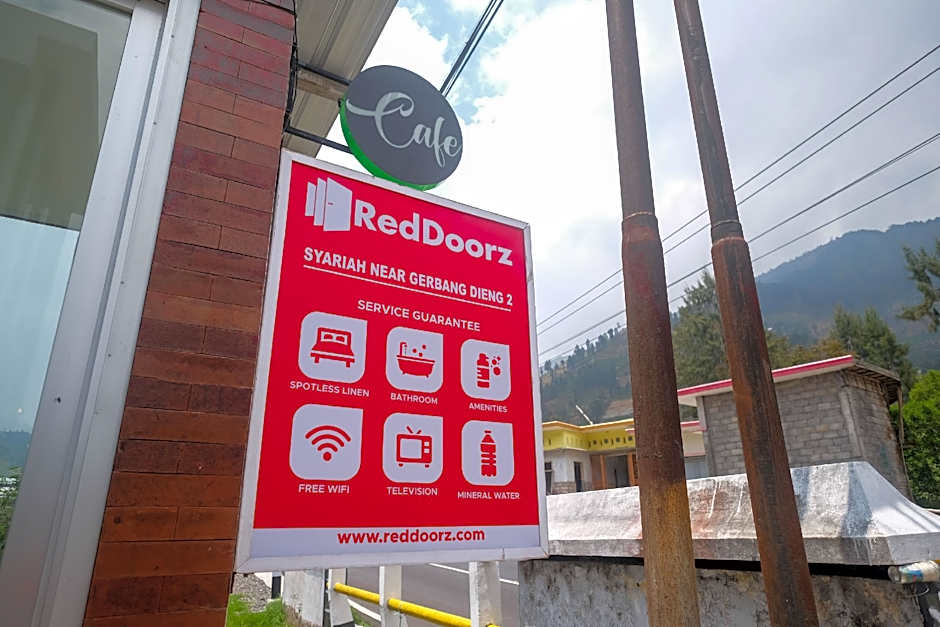 Cafe
RedDoorz
SYARIAH NEAR GERBANG DIENG 2
SERVICE GUARANTEE
SPOTLESS LINEN
BATHROOM
AMENITIES
FREE WIFI
TELEVISION
MINERAL WATER
www.reddoorz.com